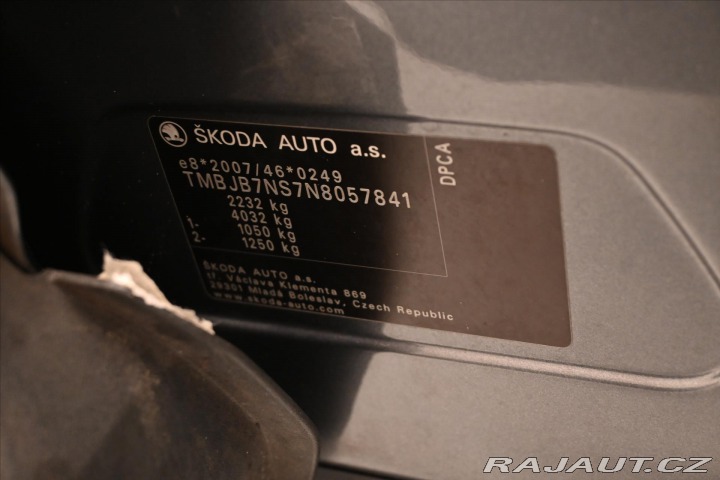 ŠKODA AUTO a.s.
DPCA
e8*2007/46*0249
TMBJB7NS7N8057841
2232 kg
4032 kg
1- 1050 kg
2- 1250 kg
ŠKODA AUTO a.s.
tř. Václava Klementa 869
29301 Mladá Boleslav, Czech Republic
www.skoda-auto.com
RAJAUT.CZ